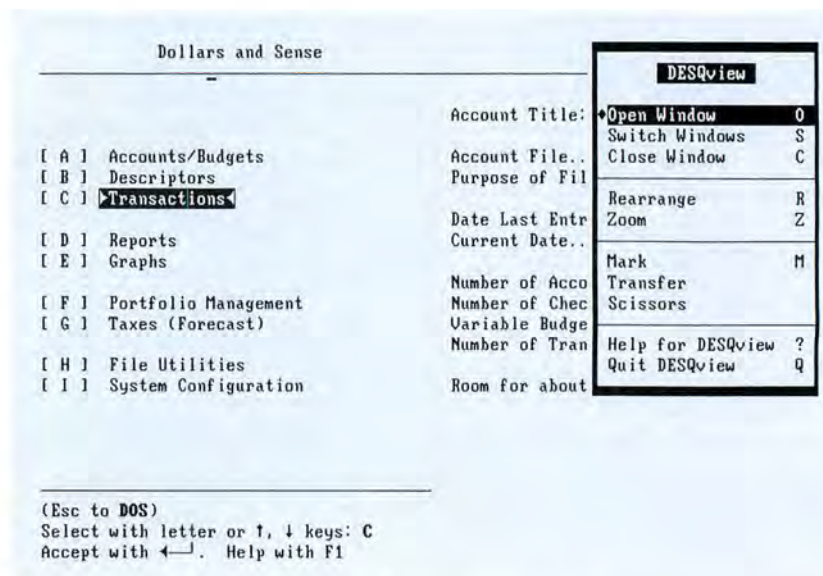 Dollars and Sense
[ A ] Accounts/Budgets
[ B ] Descriptors
[ C ] ►Transactions◄
[ D ] Reports
[ E ] Graphs
[ F ] Portfolio Management
[ G ] Taxes (Forecast)
[ H ] File Utilities
[ I ] System Configuration
Account Title:
Account File..
Purpose of Fil
Date Last Entr
Current Date..
Number of Acco
Number of Chec
Variable Budge
Number of Tran
Room for about
DESQview
♦Open Window O
Switch Windows S
Close Window C
Rearrange R
Zoom Z
Mark M
Transfer
Scissors
Help for DESQview ?
Quit DESQview Q
(Esc to DOS)
Select with letter or ↑, ↓ keys: C
Accept with ◄─┘. Help with F1